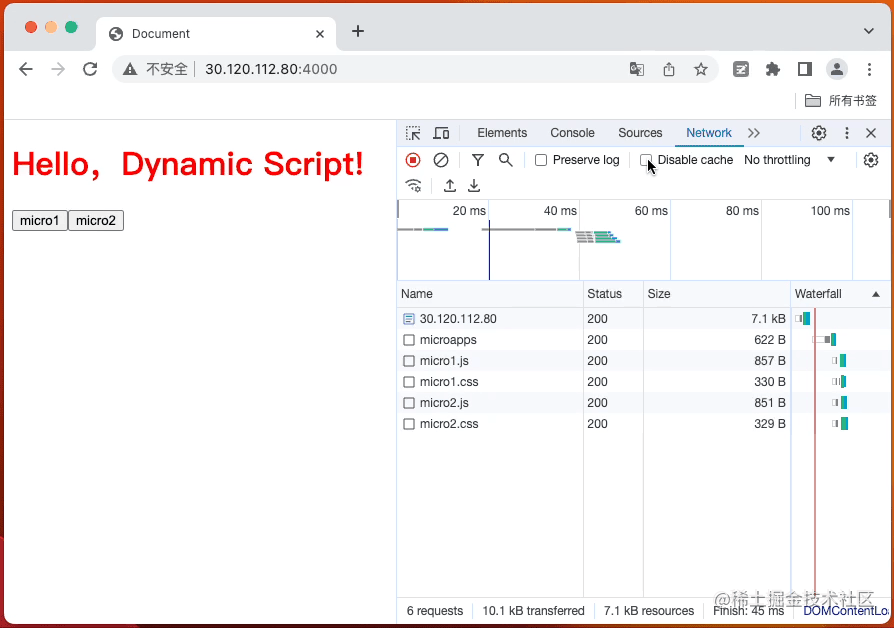 Document
不安全 30.120.112.80:4000
所有书签
Hello，Dynamic Script!
micro1 micro2
Elements Console Sources Network
Preserve log Disable cache No throttling
20 ms 40 ms 60 ms 80 ms 100 ms
Name Status Size Waterfall
30.120.112.80 200 7.1 kB
microapps 200 622 B
micro1.js 200 857 B
micro1.css 200 330 B
micro2.js 200 851 B
micro2.css 200 329 B
6 requests 10.1 kB transferred 7.1 kB resources Finish: 45 ms DOMContentLo
@稀土掘金技术社区